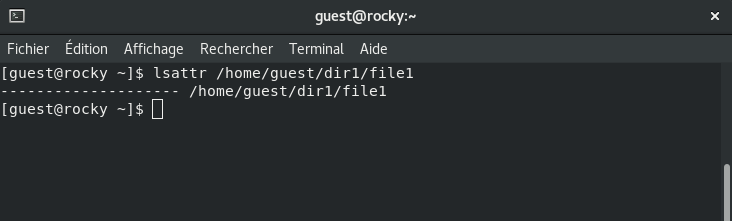 guest@rocky:~
Fichier Édition Affichage Rechercher Terminal Aide
[guest@rocky ~]$ lsattr /home/guest/dir1/file1
-------------------- /home/guest/dir1/file1
[guest@rocky ~]$